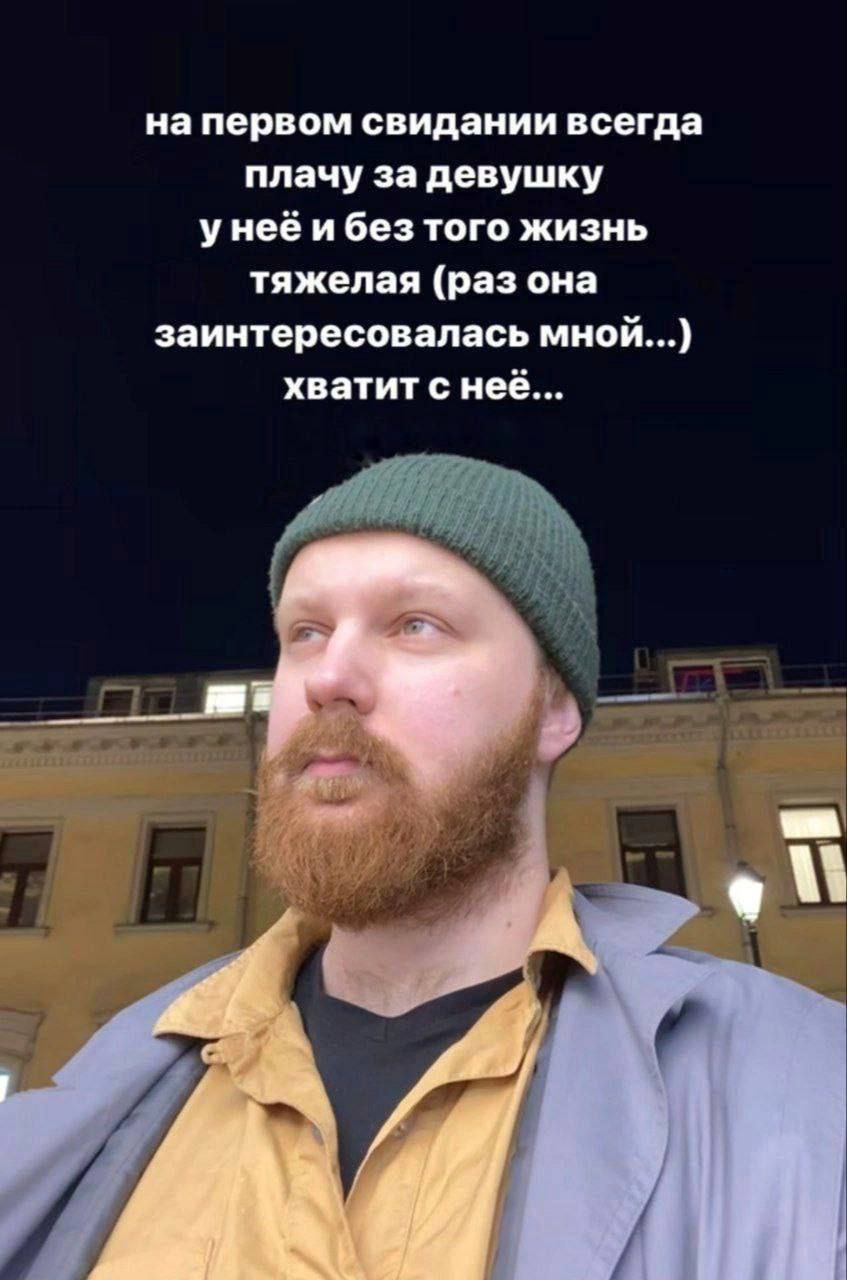 на первом свидании всегда
плачу за девушку
у неё и без того жизнь
тяжелая (раз она
заинтересовалась мной...)
хватит с неё...